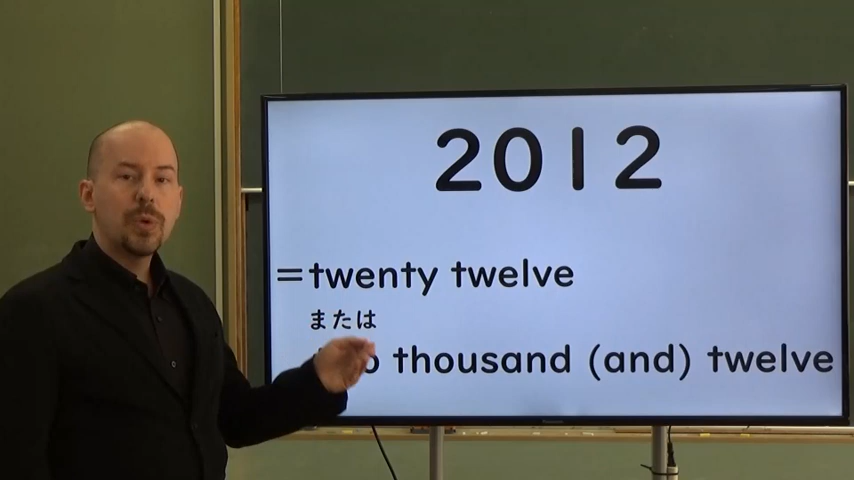 2012
=twenty twelve
または
thousand (and) twelve